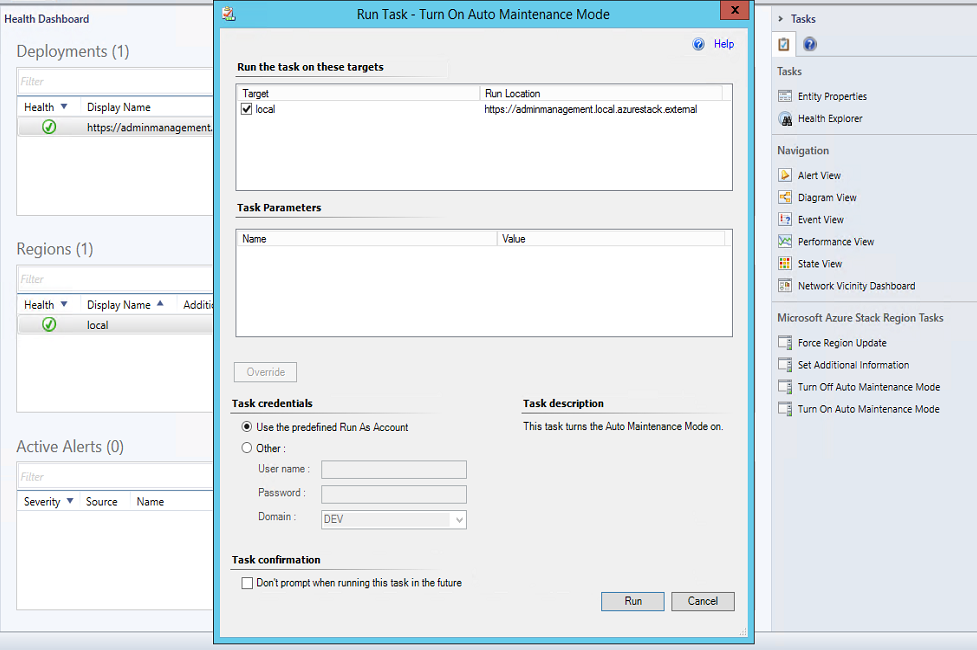 Health Dashboard
Deployments (1)
Filter
Health Display Name
https://adminmanagement.
Regions (1)
Filter
Health Display Name Additic
local
Active Alerts (0)
Filter
Severity Source Name
Run Task - Turn On Auto Maintenance Mode
X
Help
Run the task on these targets
Target Run Location
local https://adminmanagement.local.azurestack.external
Task Parameters
Name Value
Override
Task credentials
Use the predefined Run As Account
Other :
User name :
Password :
Domain : DEV
Task description
This task turns the Auto Maintenance Mode on.
Task confirmation
Don't prompt when running this task in the future
Run Cancel
Tasks
Tasks
Entity Properties
Health Explorer
Navigation
Alert View
Diagram View
Event View
Performance View
State View
Network Vicinity Dashboard
Microsoft Azure Stack Region Tasks
Force Region Update
Set Additional Information
Turn Off Auto Maintenance Mode
Turn On Auto Maintenance Mode